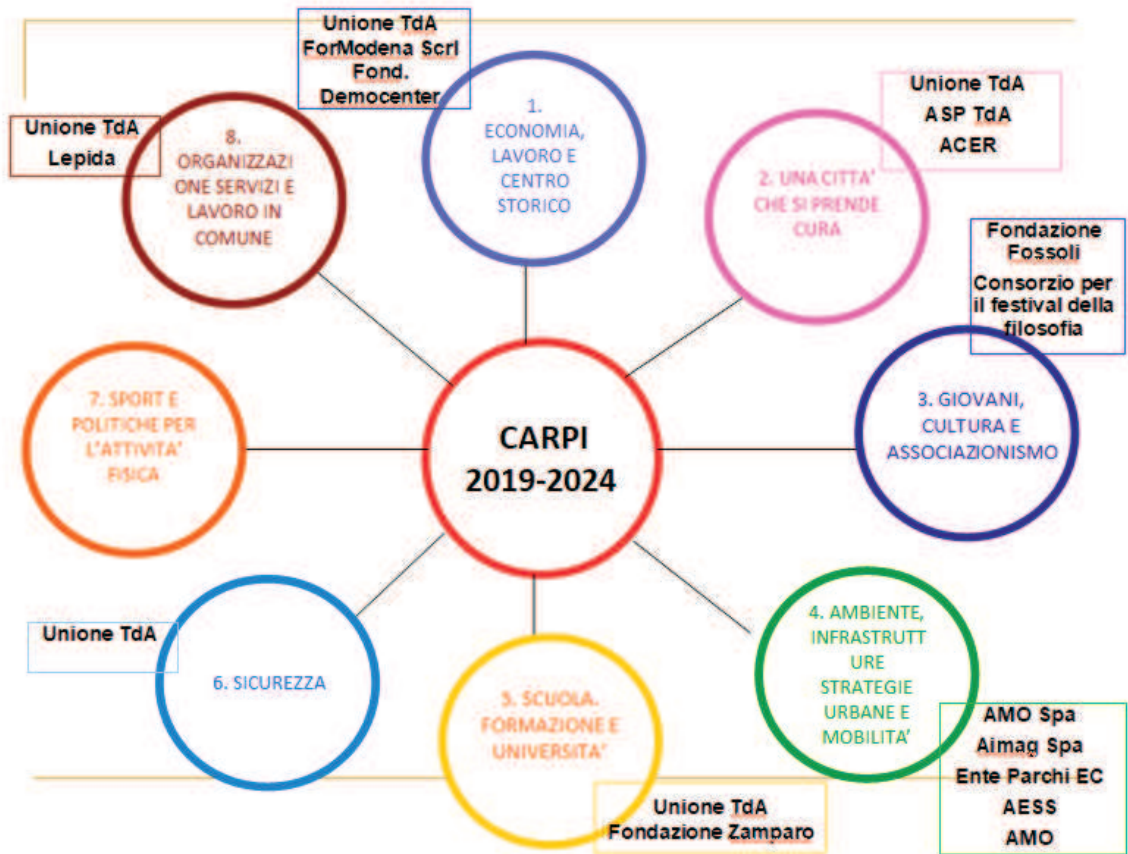 Unione TdA
ForModena Scrl
Fond.
Democenter
1.
ECONOMIA,
LAVORO E
CENTRO
STORICO
Unione TdA
ASP TdA
ACER
2. UNA CITTA'
CHE SI PRENDE
CURA
Fondazione
Fossoli
Consorzio per
il festival della
filosofia
3. GIOVANI,
CULTURA E
ASSOCIAZIONISMO
4. AMBIENTE,
INFRASTRUTT
URE
STRATEGIE
URBANE E
MOBILITA'
AMO Spa
Aimag Spa
Ente Parchi EC
AESS
AMO
5. SCUOLA.
FORMAZIONE E
UNIVERSITA'
Unione TdA
Fondazione Zamparo
Unione TdA
6. SICUREZZA
7. SPORT E
POLITICHE PER
L'ATTIVITA'
FISICA
Unione TdA
Lepida
8.
ORGANIZZAZI
ONE SERVIZI E
LAVORO IN
COMUNE
CARPI
2019-2024